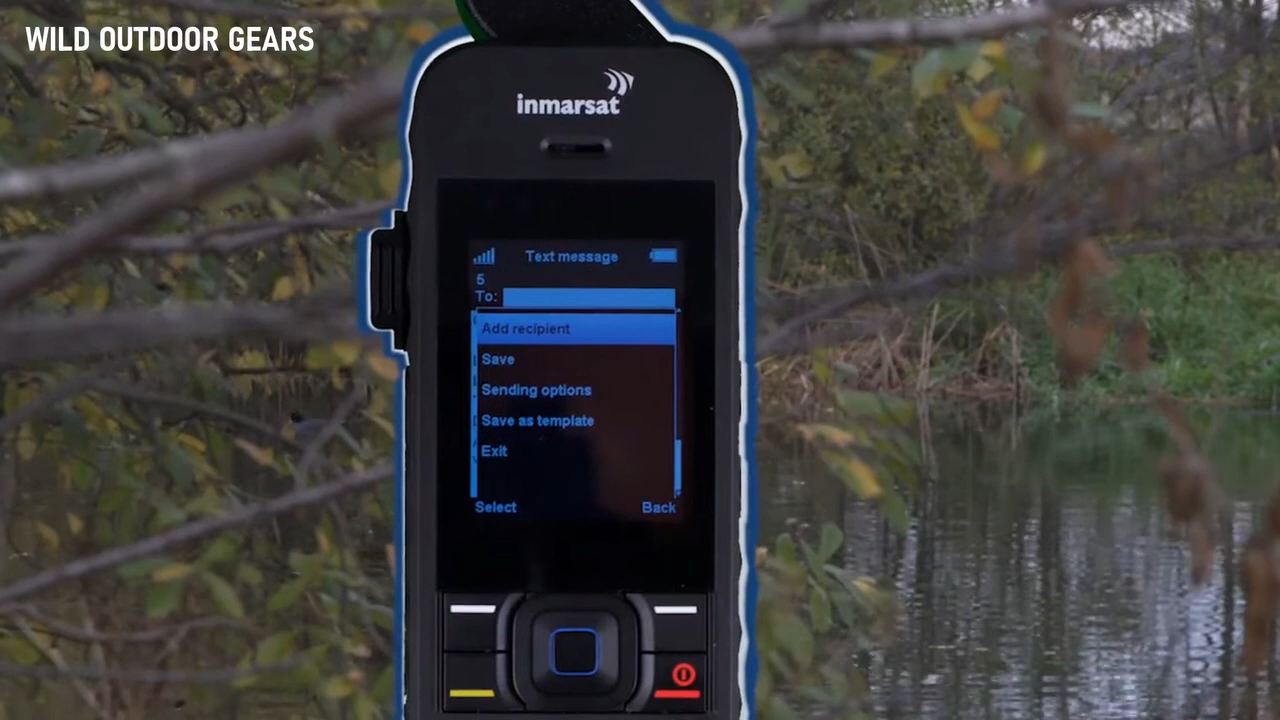 WILD OUTDOOR GEARS
inmarsat
Text message
5
To:
Add recipient
Save
Sending options
Save as template
Exit
Select Back